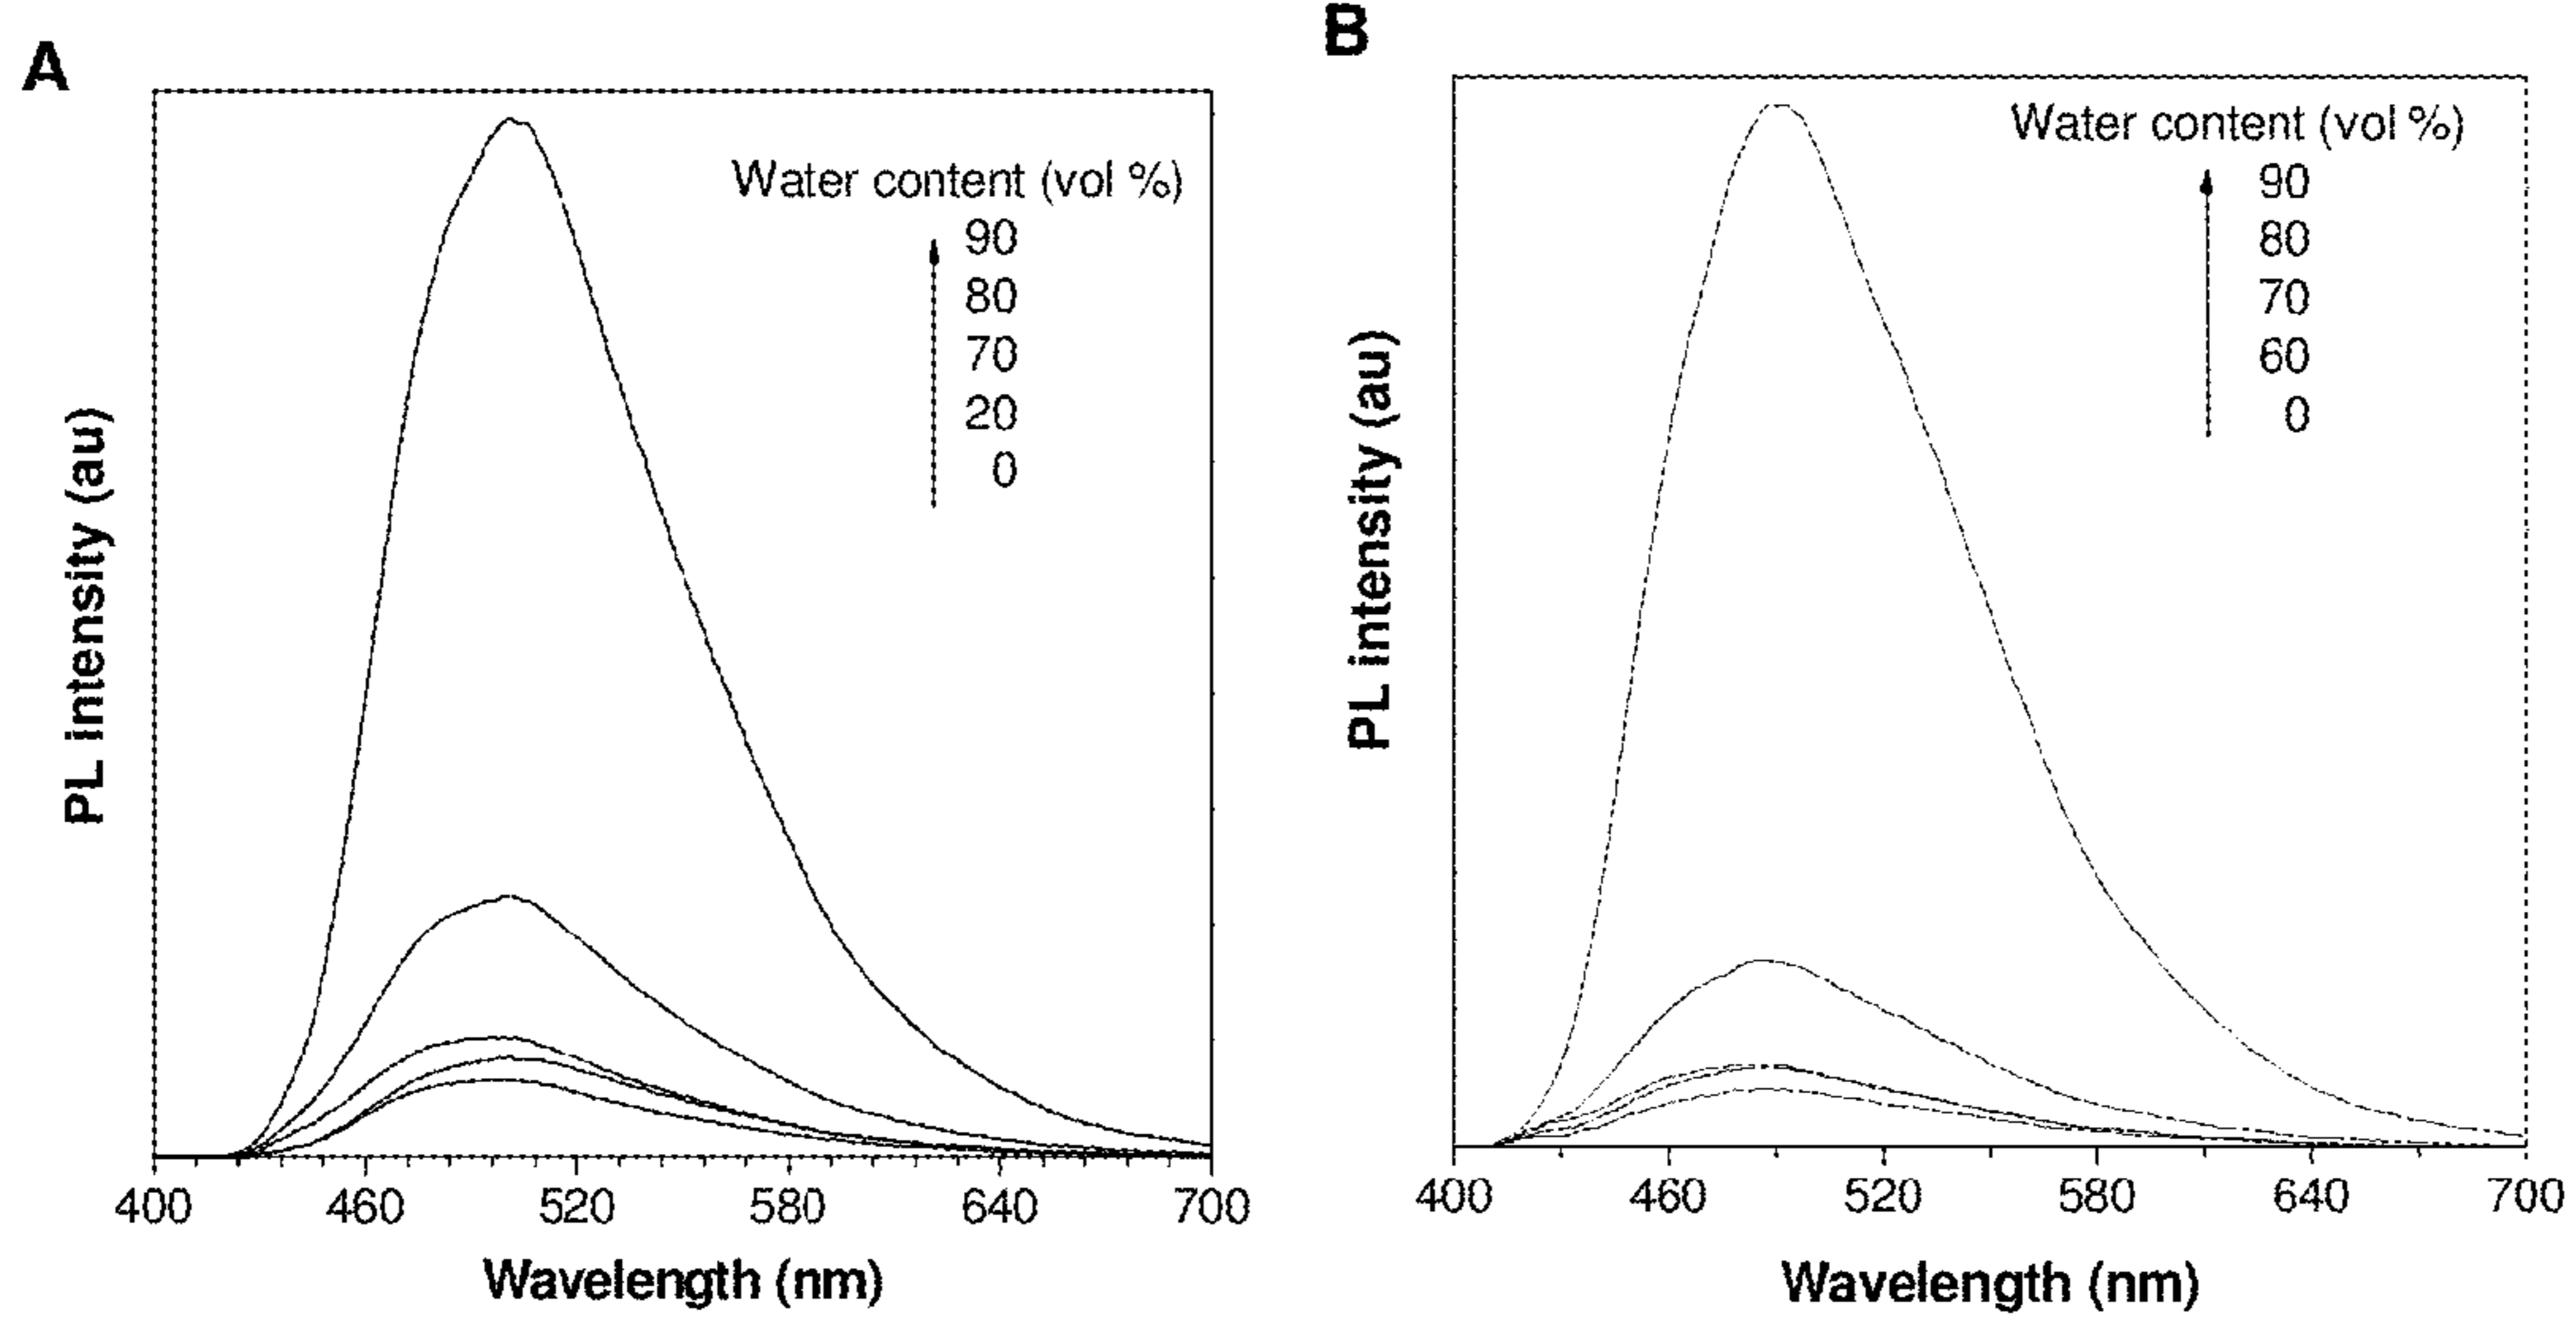 A
Water content (vol %)
90
80
70
20
0
PL intensity (au)
400 460 520 580 640 700
Wavelength (nm)
B
Water content (vol %)
90
80
70
60
0
PL intensity (au)
400 460 520 580 640 700
Wavelength (nm)